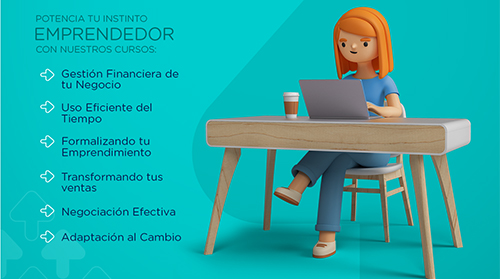 POTENCIA TU INSTINTO
EMPRENDEDOR
CON NUESTROS CURSOS:
Gestión Financiera de
tu Negocio
Uso Eficiente del
Tiempo
Formalizando tu
Emprendimiento
Transformando tus
ventas
Negociación Efectiva
Adaptación al Cambio